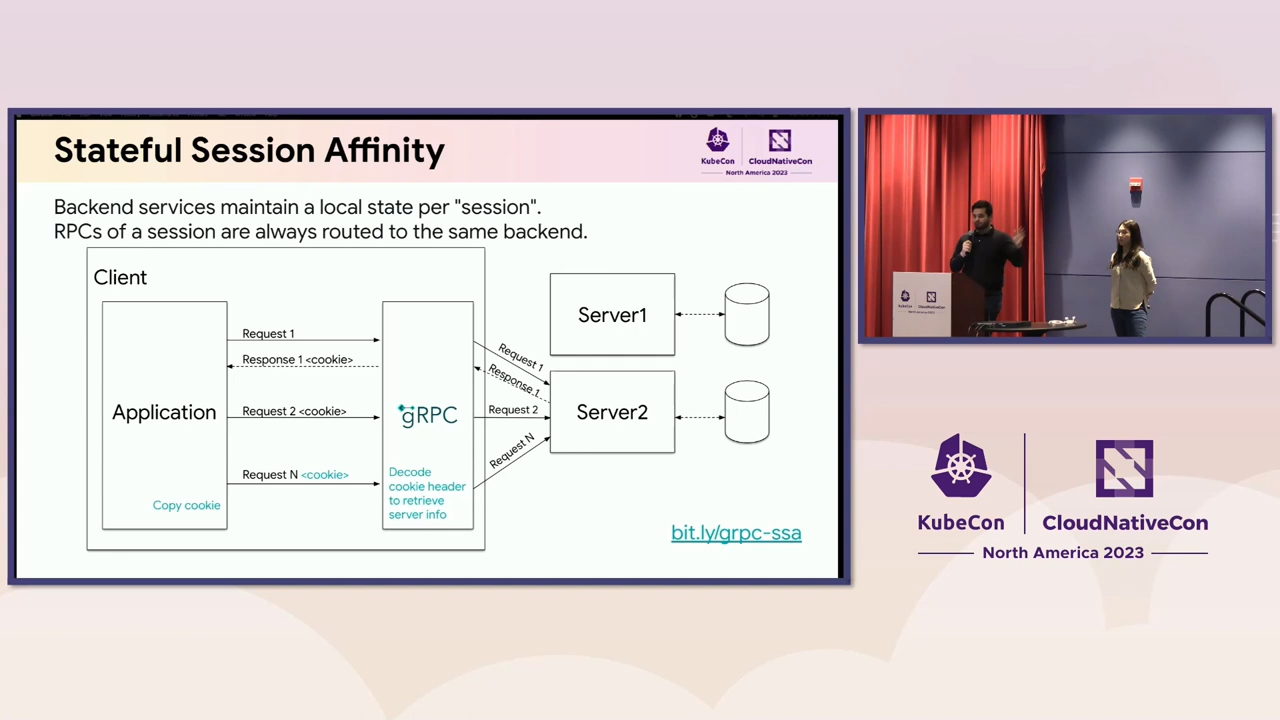 Stateful Session Affinity
KubeCon
CloudNativeCon
North America 2023
Backend services maintain a local state per "session".
RPCs of a session are always routed to the same backend.
Client
Application
Copy cookie
Request 1
Response 1 <cookie>
Request 2 <cookie>
Request N <cookie>
gRPC
Decode
cookie header
to retrieve
server info
Request 1
Response 1
Request 2
Request N
Server1
Server2
bit.ly/grpc-ssa
KubeCon
CloudNativeCon
North America 2023